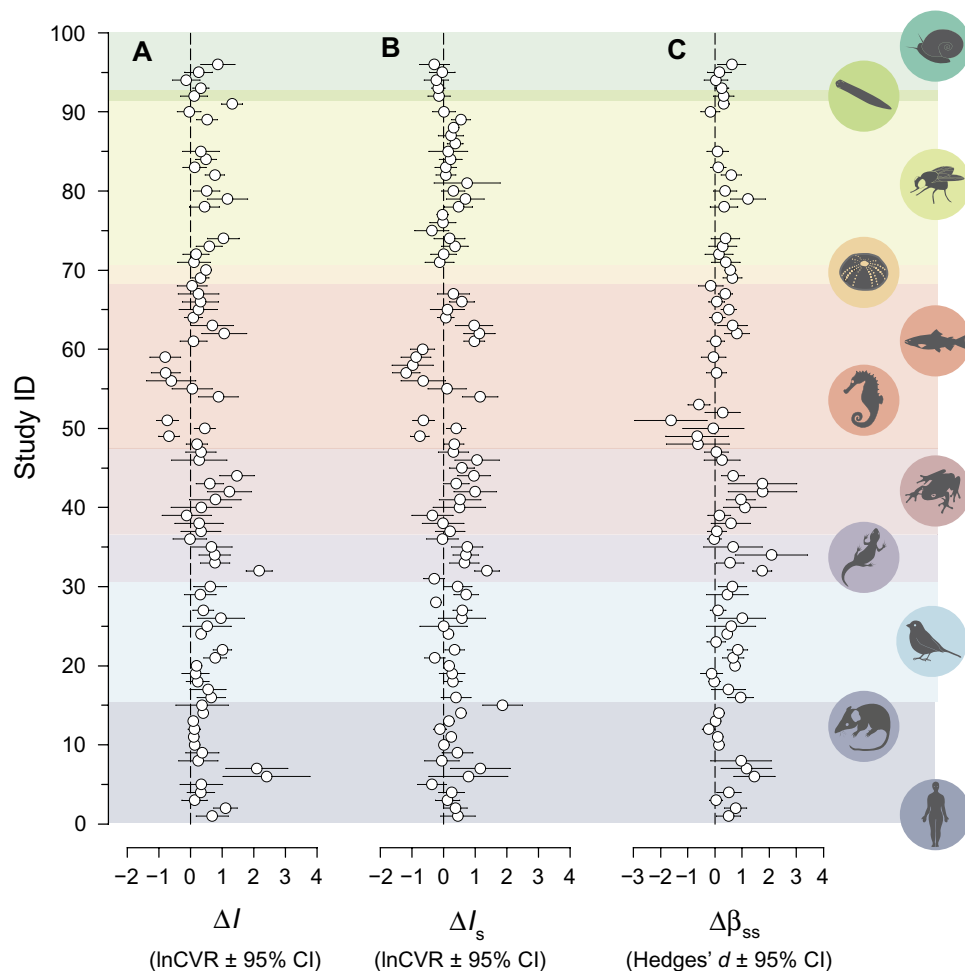 A B C
100
90
80
70
60
50
40
30
20
10
0
Study ID
−2 −1 0 1 2 3 4 −2 −1 0 1 2 3 4 −3 −2 −1 0 1 2 3 4
ΔI ΔIs Δβss
(lnCVR ± 95% CI) (lnCVR ± 95% CI) (Hedges’ d ± 95% CI)